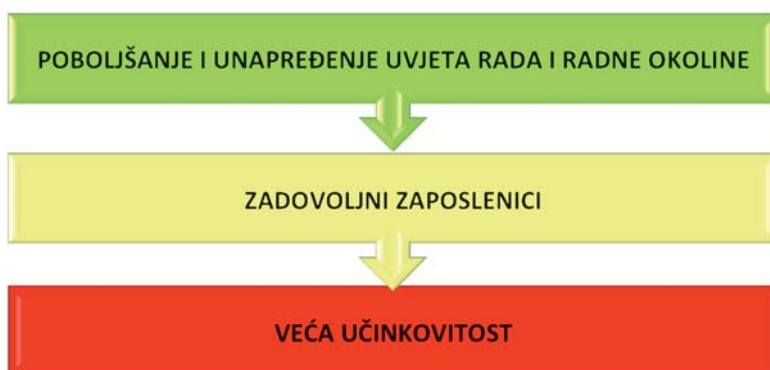 POBOLJŠANJE I UNAPREĐENJE UVJETA RADA I RADNE OKOLINE
ZADOVOLJNI ZAPOSLENICI
VEĆA UČINKOVITOST